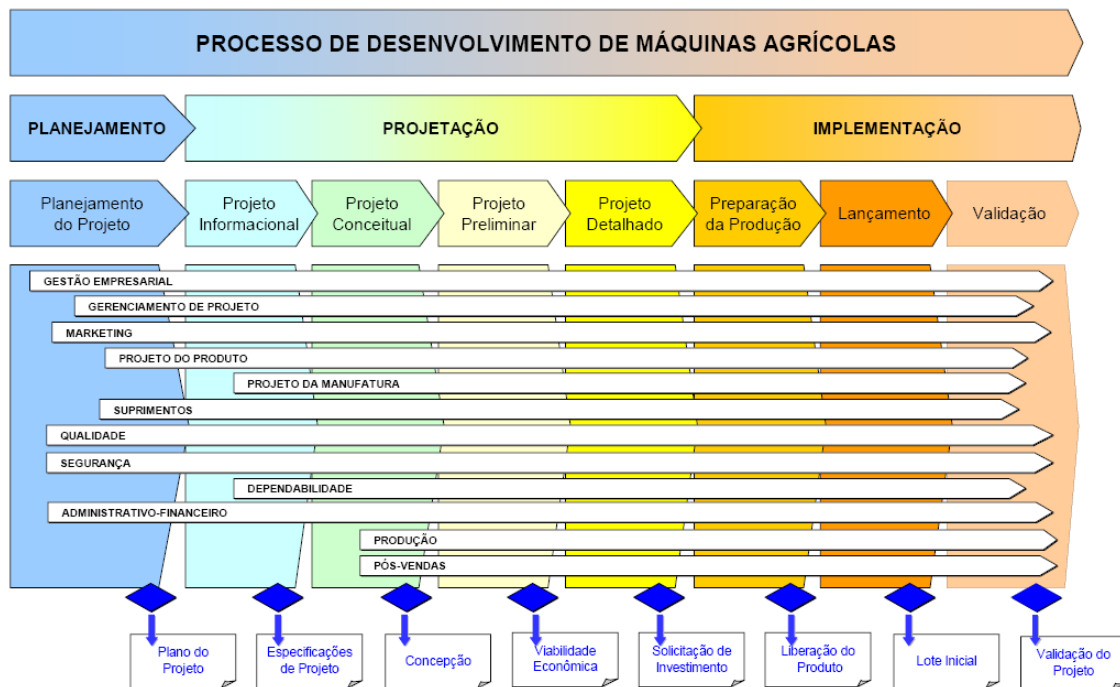 PROCESSO DE DESENVOLVIMENTO DE MÁQUINAS AGRÍCOLAS
PLANEJAMENTO
PROJETAÇÃO
IMPLEMENTAÇÃO
Planejamento
do Projeto
Projeto
Informacional
Projeto
Conceitual
Projeto
Preliminar
Projeto
Detalhado
Preparação
da Produção
Lançamento
Validação
GESTÃO EMPRESARIAL
GERENCIAMENTO DE PROJETO
MARKETING
PROJETO DO PRODUTO
PROJETO DA MANUFATURA
SUPRIMENTOS
QUALIDADE
SEGURANÇA
DEPENDABILIDADE
ADMINISTRATIVO-FINANCEIRO
PRODUÇÃO
PÓS-VENDAS
Plano do
Projeto
Especificações
de Projeto
Concepção
Viabilidade
Econômica
Solicitação de
Investimento
Liberação do
Produto
Lote Inicial
Validação do
Projeto